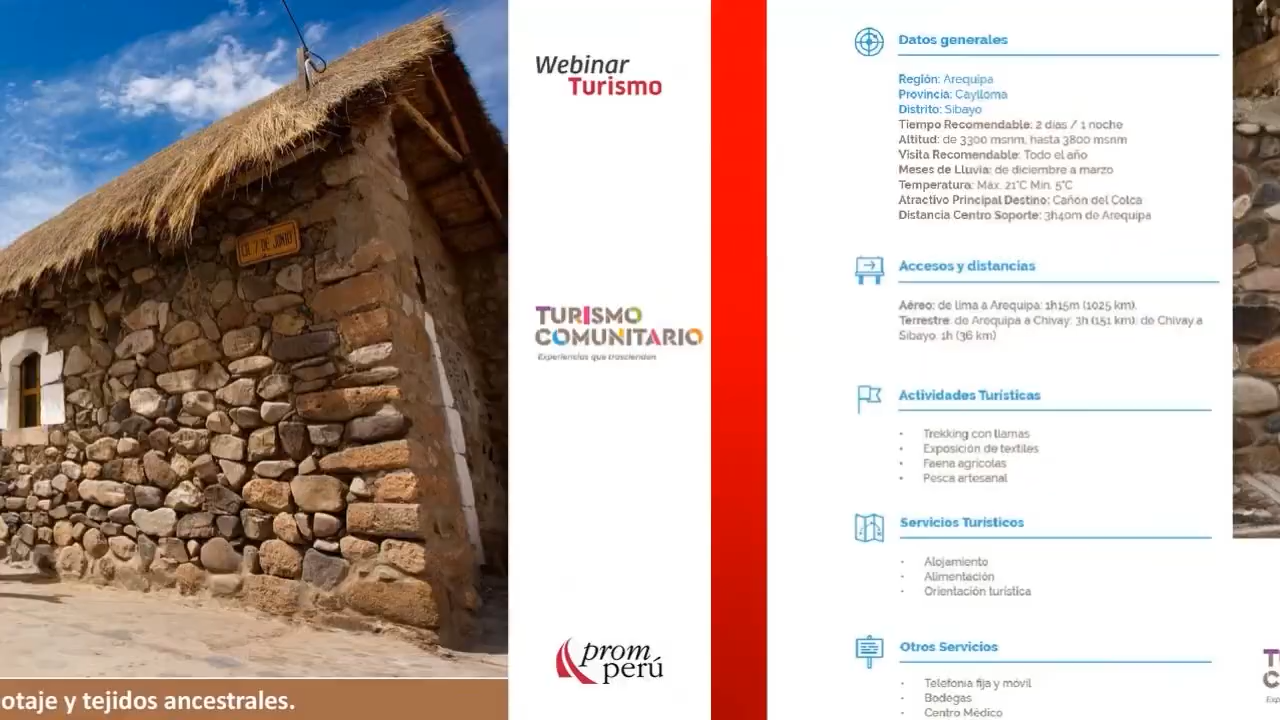 CA. 7 DE JUNIO
otaje y tejidos ancestrales.
Webinar
Turismo
TURISMO
COMUNITARIO
Experiencias que trascienden
prom
perú
Datos generales
Región: Arequipa
Provincia: Caylloma
Distrito: Sibayo
Tiempo Recomendable: 2 días / 1 noche
Altitud: de 3300 msnm, hasta 3800 msnm
Visita Recomendable: Todo el año
Meses de Lluvia: de diciembre a marzo
Temperatura: Máx. 21°C Min. 5°C
Atractivo Principal Destino: Cañon del Colca
Distancia Centro Soporte: 3h40m de Arequipa
Accesos y distancias
Aéreo: de lima a Arequipa: 1h15m (1025 km).
Terrestre: de Arequipa a Chivay: 3h (151 km), de Chivay a
Sibayo: 1h (36 km)
Actividades Turísticas
• Trekking con llamas
• Exposición de textiles
• Faena agrícolas
• Pesca artesanal
Servicios Turísticos
• Alojamiento
• Alimentación
• Orientación turística
Otros Servicios
• Telefonía fija y móvil
• Bodegas
• Centro Médico
T
C
Exp